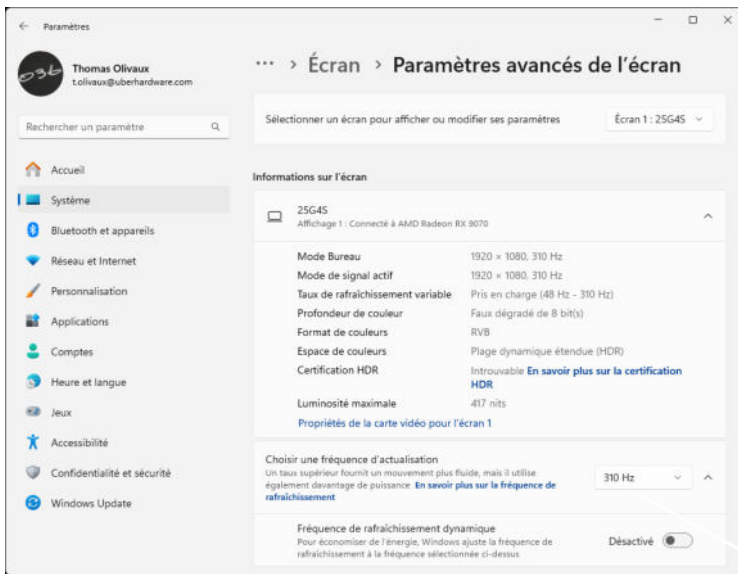 Paramètres
036
Thomas Olivaux
t.olivaux@uberhardware.com
Rechercher un paramètre
Accueil
Système
Bluetooth et appareils
Réseau et Internet
Personnalisation
Applications
Comptes
Heure et langue
Jeux
Accessibilité
Confidentialité et sécurité
Windows Update
··· > Écran > Paramètres avancés de l'écran
Sélectionner un écran pour afficher ou modifier ses paramètres Écran 1 : 25G4S
Informations sur l'écran
25G4S
Affichage 1 : Connecté à AMD Radeon RX 9070
Mode Bureau 1920 × 1080, 310 Hz
Mode de signal actif 1920 × 1080, 310 Hz
Taux de rafraîchissement variable Pris en charge (48 Hz - 310 Hz)
Profondeur de couleur Faux dégradé de 8 bit(s)
Format de couleurs RVB
Espace de couleurs Plage dynamique étendue (HDR)
Certification HDR Introuvable En savoir plus sur la certification
HDR
Luminosité maximale 417 nits
Propriétés de la carte vidéo pour l'écran 1
Choisir une fréquence d'actualisation
Un taux supérieur fournit un mouvement plus fluide, mais il utilise
également davantage de puissance En savoir plus sur la fréquence de
rafraîchissement
310 Hz
Fréquence de rafraîchissement dynamique
Pour économiser de l'énergie, Windows ajuste la fréquence de
rafraîchissement à la fréquence sélectionnée ci-dessus
Désactivé